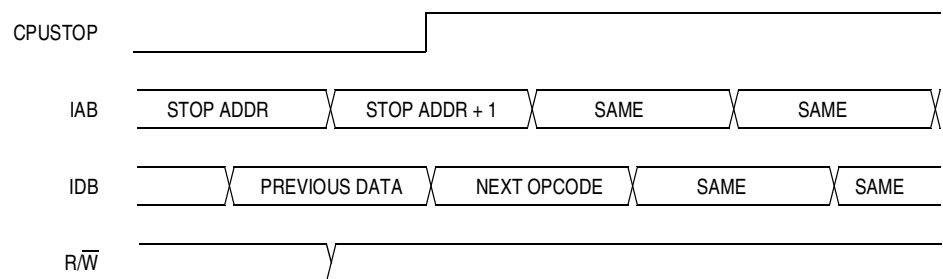 CPUSTOP
IAB STOP ADDR STOP ADDR + 1 SAME SAME
IDB PREVIOUS DATA NEXT OPCODE SAME SAME
R/W̅